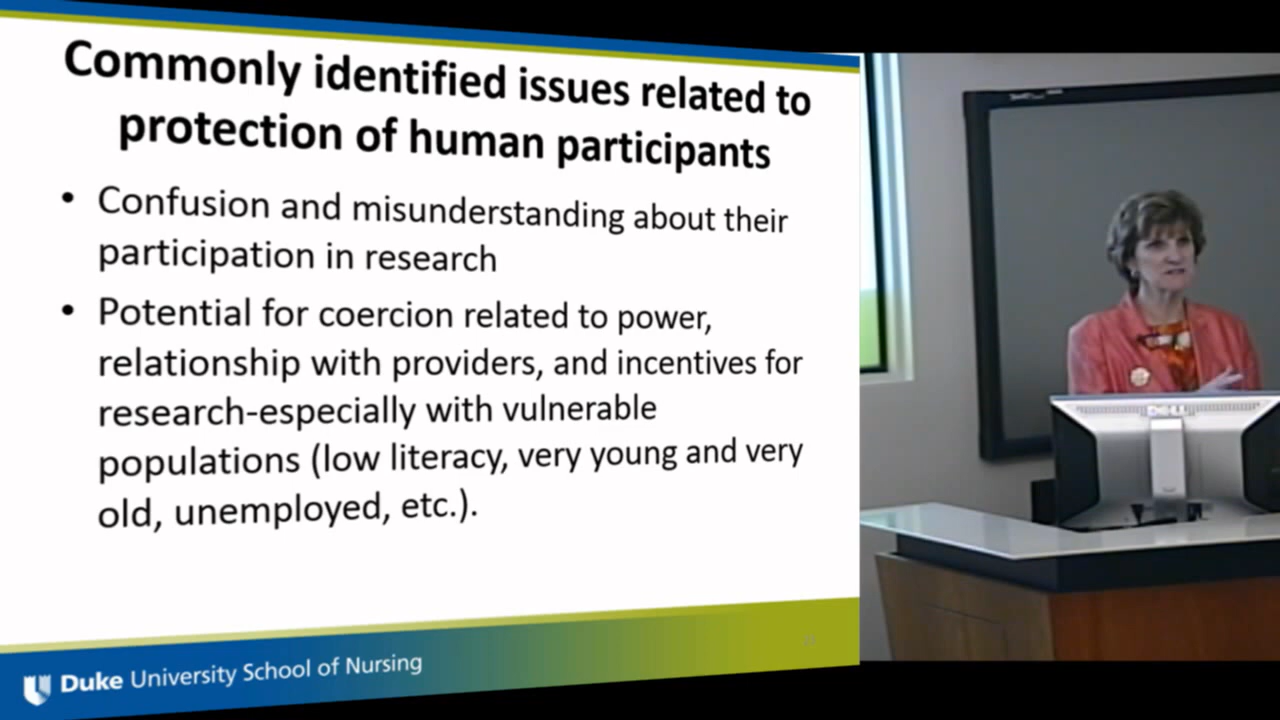 Commonly identified issues related to
protection of human participants
• Confusion and misunderstanding about their
participation in research
• Potential for coercion related to power,
relationship with providers, and incentives for
research-especially with vulnerable
populations (low literacy, very young and very
old, unemployed, etc.).
Duke University School of Nursing
DELL